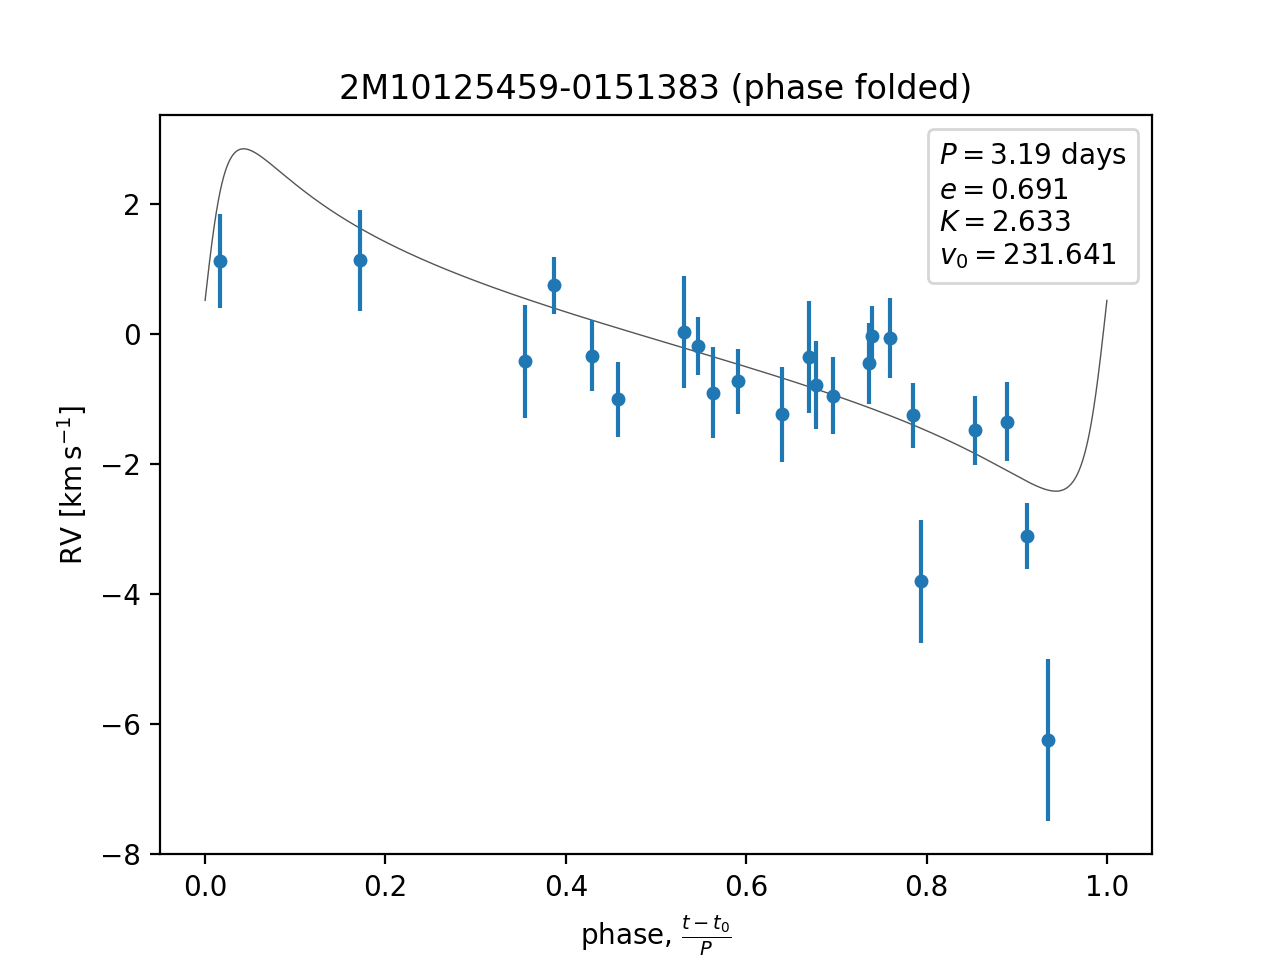 2M10125459-0151383 (phase folded)
P = 3.19 days
e = 0.691
K = 2.633
v₀ = 231.641
2
0
−2
−4
−6
−8
RV [km s⁻¹]
0.0 0.2 0.4 0.6 0.8 1.0
phase, (t − t₀)/P